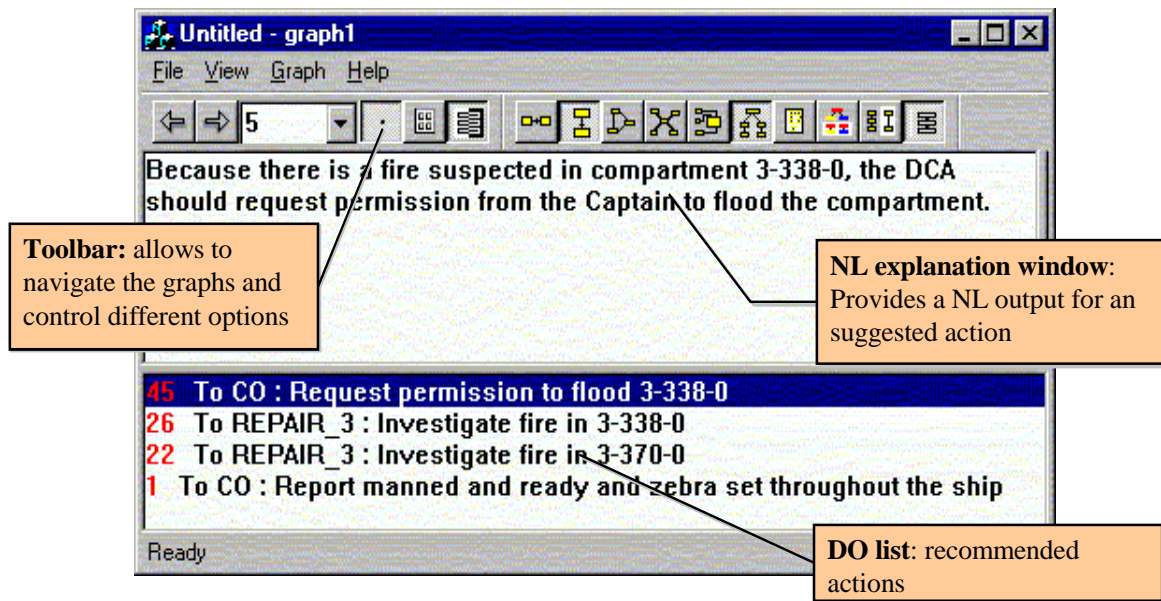 Untitled - graph1
File View Graph Help
5
Because there is a fire suspected in compartment 3-338-0, the DCA
should request permission from the Captain to flood the compartment.
Toolbar: allows to
navigate the graphs and
control different options
NL explanation window:
Provides a NL output for an
suggested action
45 To CO : Request permission to flood 3-338-0
26 To REPAIR_3 : Investigate fire in 3-338-0
22 To REPAIR_3 : Investigate fire in 3-370-0
1 To CO : Report manned and ready and zebra set throughout the ship
Ready
DO list: recommended
actions